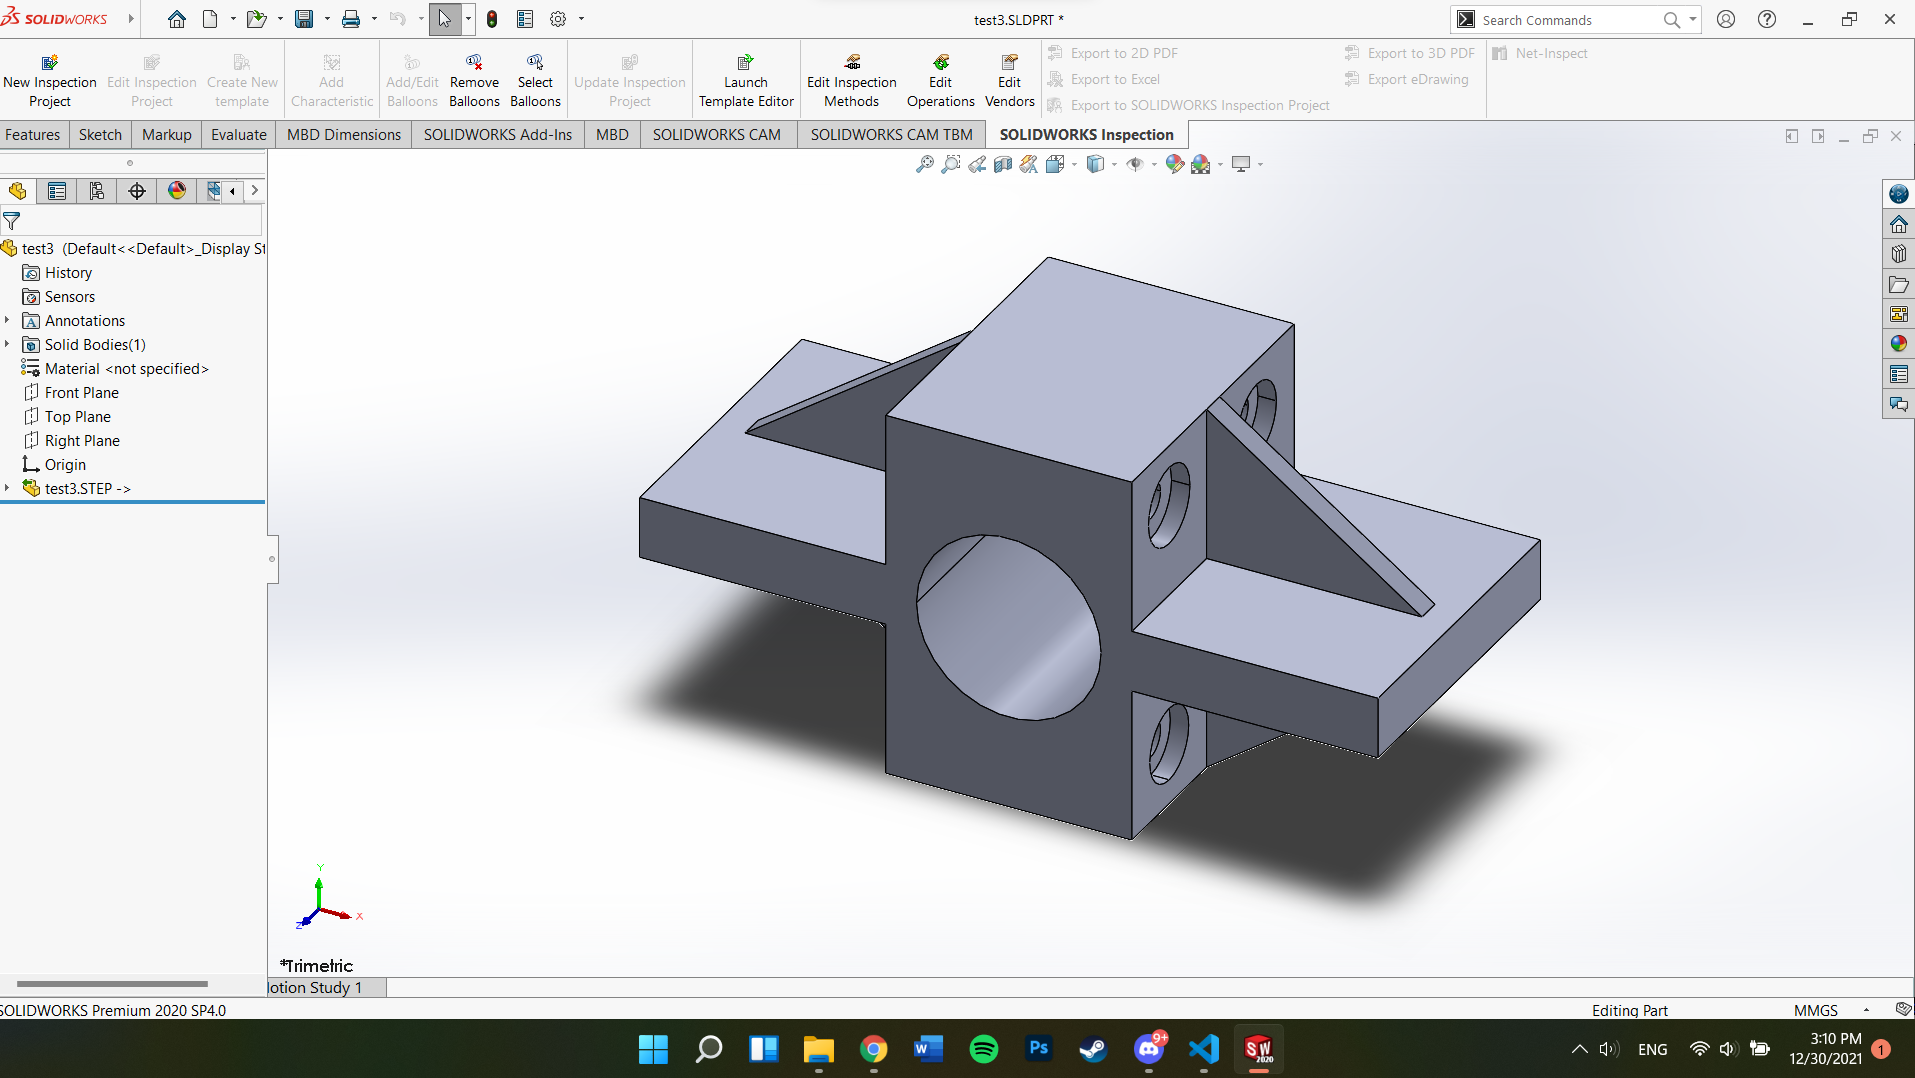 SOLIDWORKS
test3.SLDPRT *
Search Commands
New Inspection
Project
Edit Inspection
Project
Create New
template
Add
Characteristic
Add/Edit
Balloons
Remove
Balloons
Select
Balloons
Update Inspection
Project
Launch
Template Editor
Edit Inspection
Methods
Edit
Operations
Edit
Vendors
Export to 2D PDF
Export to Excel
Export to SOLIDWORKS Inspection Project
Export to 3D PDF
Export eDrawing
Net-Inspect
Features
Sketch
Markup
Evaluate
MBD Dimensions
SOLIDWORKS Add-Ins
MBD
SOLIDWORKS CAM
SOLIDWORKS CAM TBM
SOLIDWORKS Inspection
test3 (Default<<Default>_Display St
History
Sensors
Annotations
Solid Bodies(1)
Material <not specified>
Front Plane
Top Plane
Right Plane
Origin
test3.STEP ->
Y
X
Z
*Trimetric
Motion Study 1
SOLIDWORKS Premium 2020 SP4.0
Editing Part
MMGS
W
Ps
9+
SW
2020
ENG
3:10 PM
12/30/2021
1